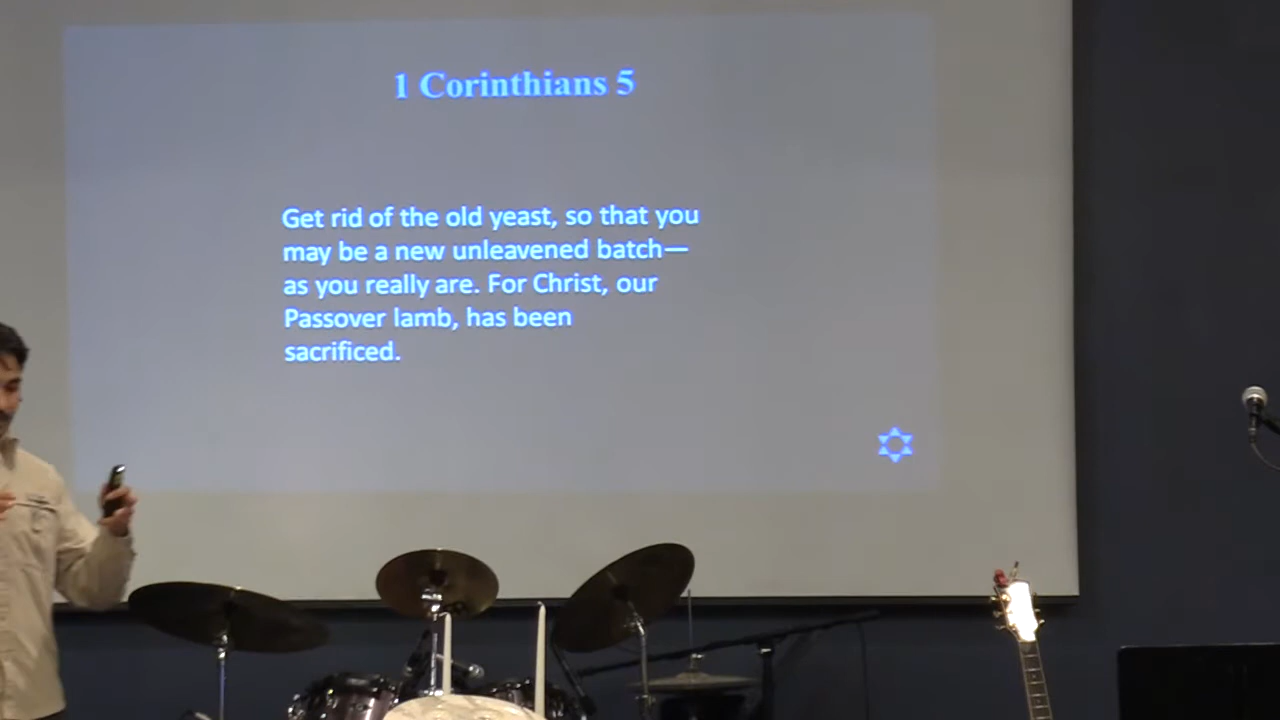 1 Corinthians 5
Get rid of the old yeast, so that you
may be a new unleavened batch—
as you really are. For Christ, our
Passover lamb, has been
sacrificed.